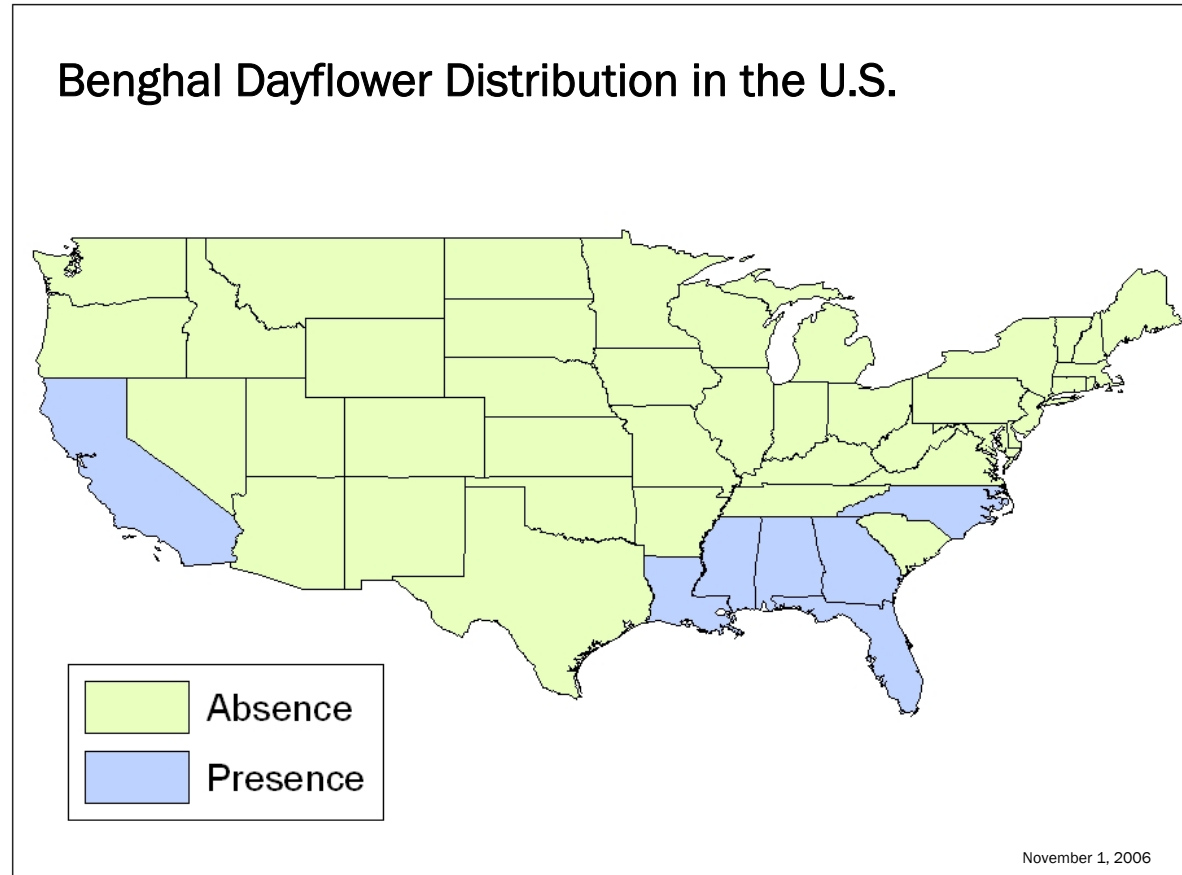 Benghal Dayflower Distribution in the U.S.
Absence
Presence
November 1, 2006